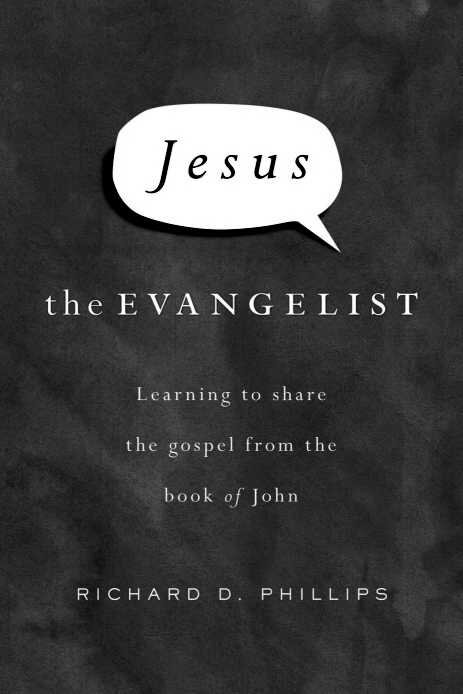 Jesus
the EVANGELIST
Learning to share
the gospel from the
book of John
RICHARD D. PHILLIPS